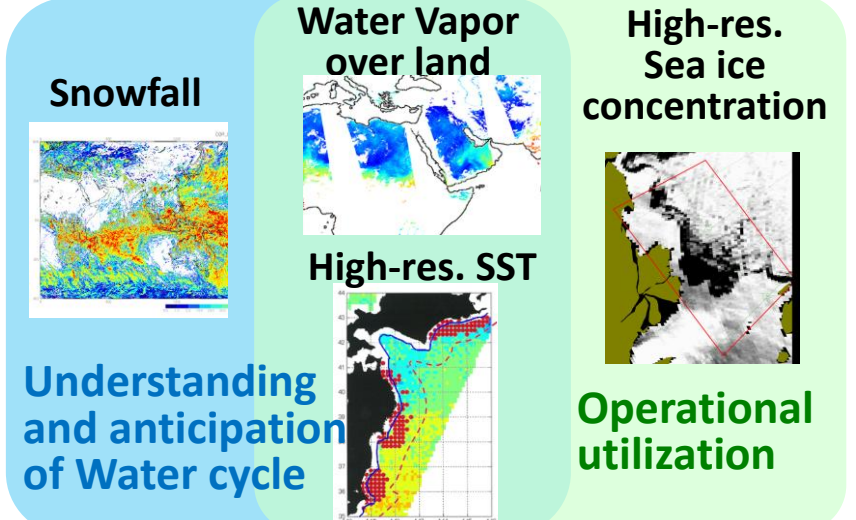 Snowfall
Water Vapor
over land
High-res. SST
High-res.
Sea ice
concentration
Understanding
and anticipation
of Water cycle
Operational
utilization